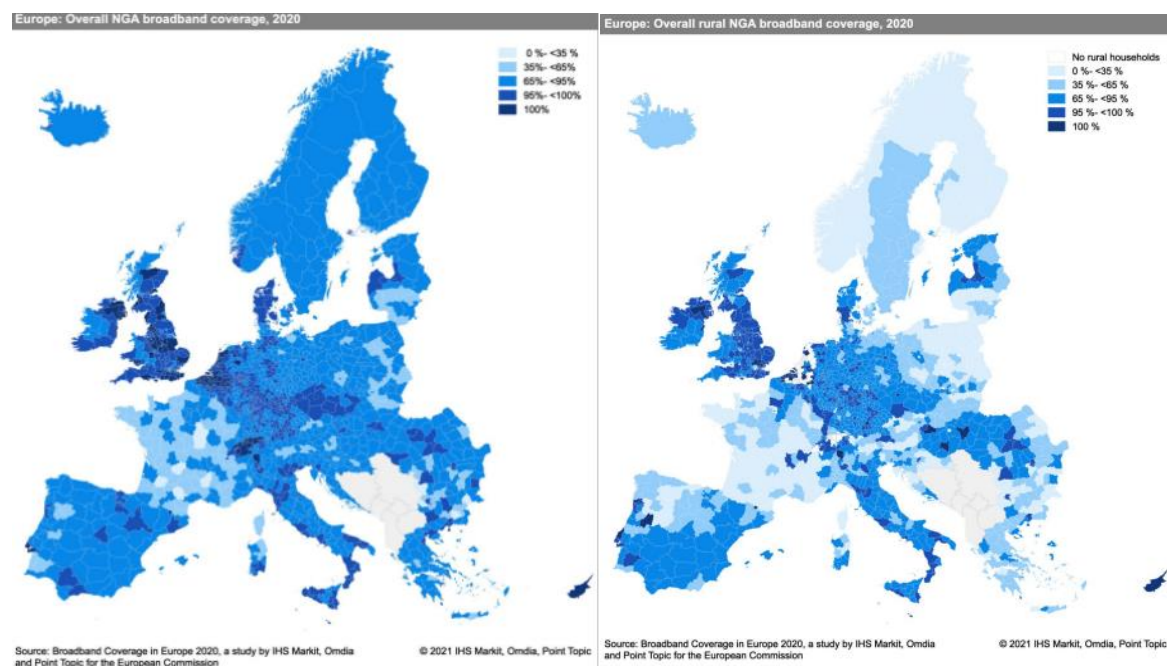 Europe: Overall NGA broadband coverage, 2020
0 %- <35 %
35%- <65%
65%- <95%
95%- <100%
100%
Source: Broadband Coverage in Europe 2020, a study by IHS Markit, Omdia
and Point Topic for the European Commission
© 2021 IHS Markit, Omdia, Point Topic
Europe: Overall rural NGA broadband coverage, 2020
No rural households
0 %- <35 %
35 %- <65 %
65 %- <95 %
95 %- <100 %
100 %
Source: Broadband Coverage in Europe 2020, a study by IHS Markit, Omdia
and Point Topic for the European Commission
© 2021 IHS Markit, Omdia, Point Topic